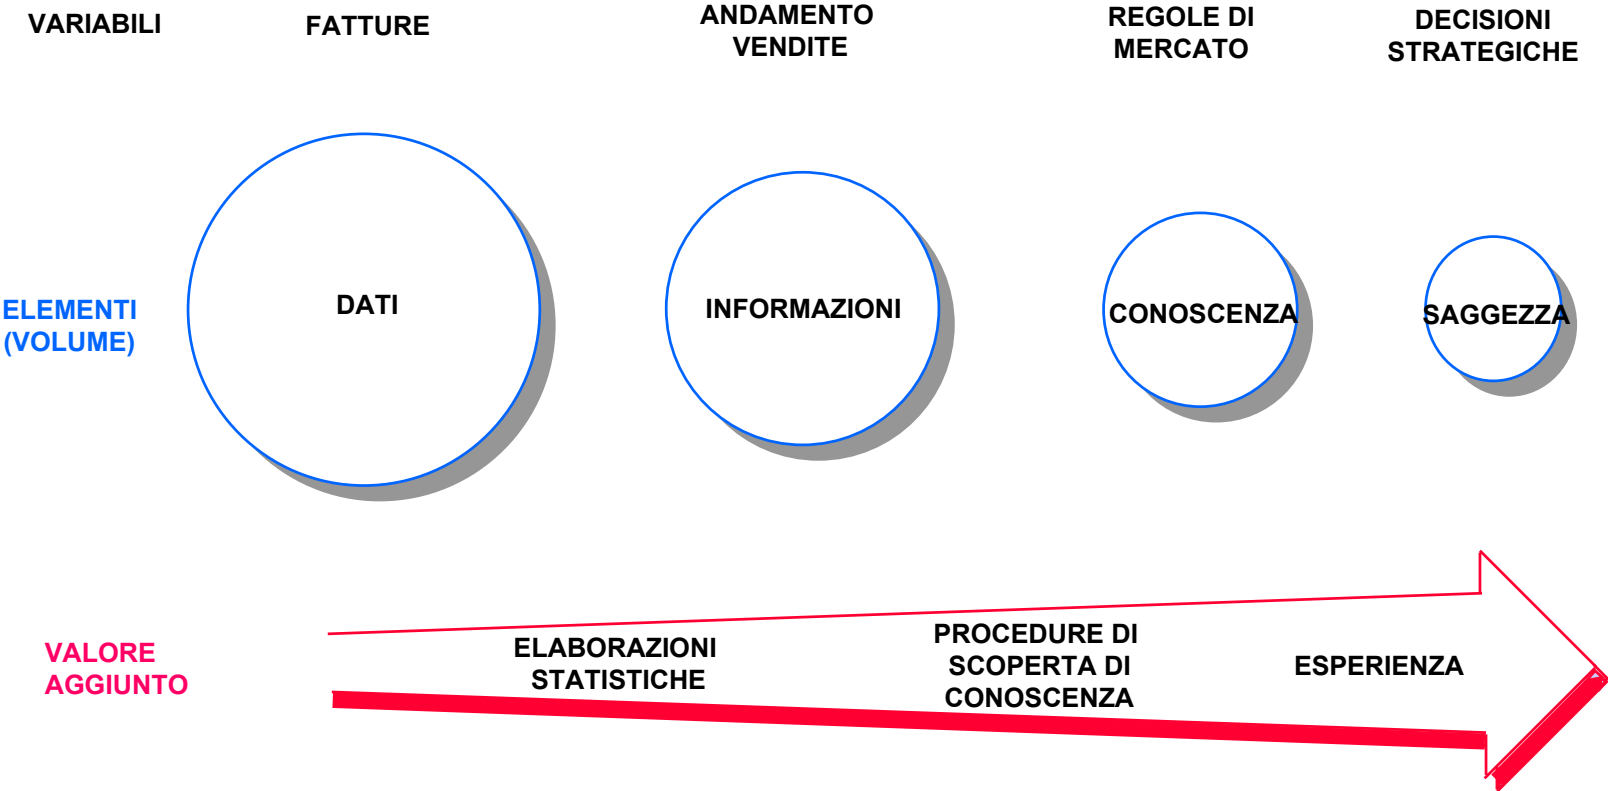 VARIABILI
FATTURE
ANDAMENTO
VENDITE
REGOLE DI
MERCATO
DECISIONI
STRATEGICHE
ELEMENTI
(VOLUME)
DATI
INFORMAZIONI
CONOSCENZA
SAGGEZZA
VALORE
AGGIUNTO
ELABORAZIONI
STATISTICHE
PROCEDURE DI
SCOPERTA DI
CONOSCENZA
ESPERIENZA